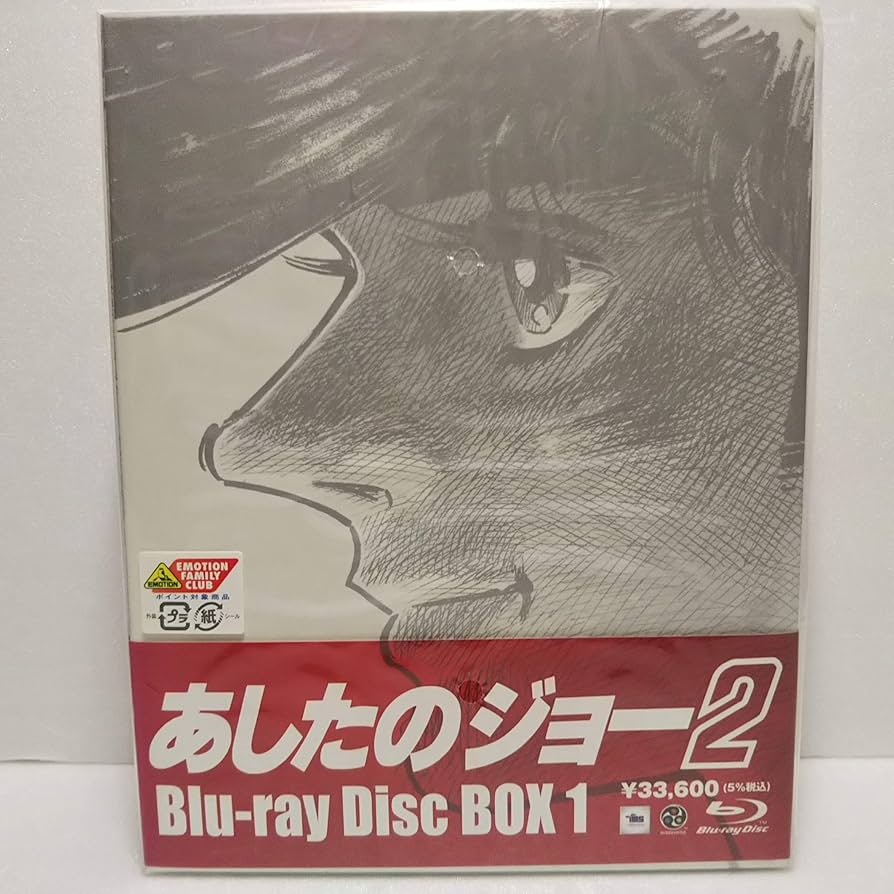 EMOTION
EMOTION
FAMILY
CLUB
ポイント対象商品
外装 プラ 紙 シール
あしたのジョー2
¥33,600 (5%税込)
Blu-ray Disc BOX 1
Blu-ray Disc
TM